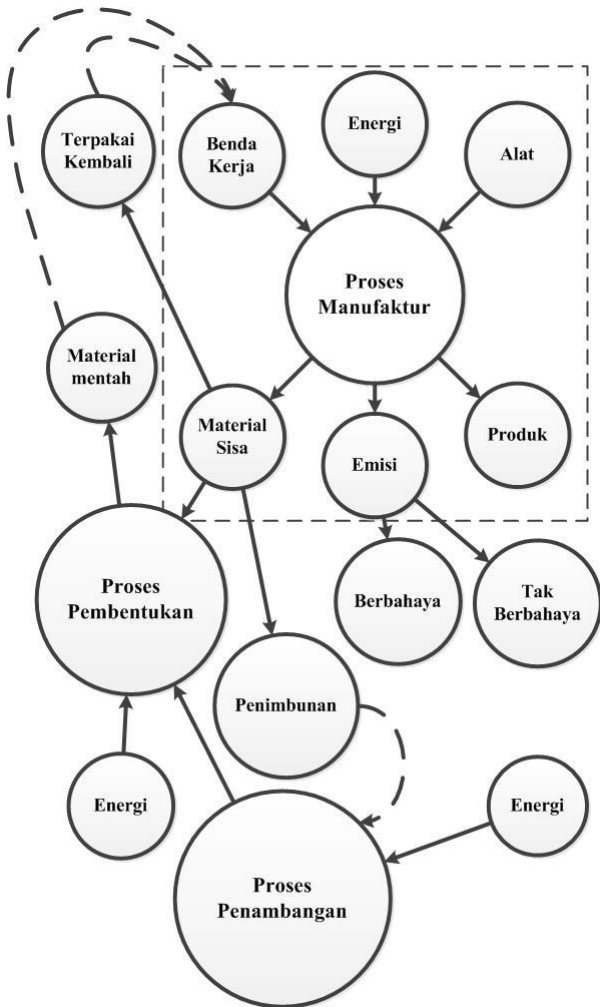 Energi
Terpakai
Kembali
Benda
Kerja
Alat
Proses
Manufaktur
Material
mentah
Material
Sisa
Emisi
Produk
Proses
Pembentukan
Berbahaya
Tak
Berbahaya
Penimbunan
Energi
Energi
Proses
Penambangan